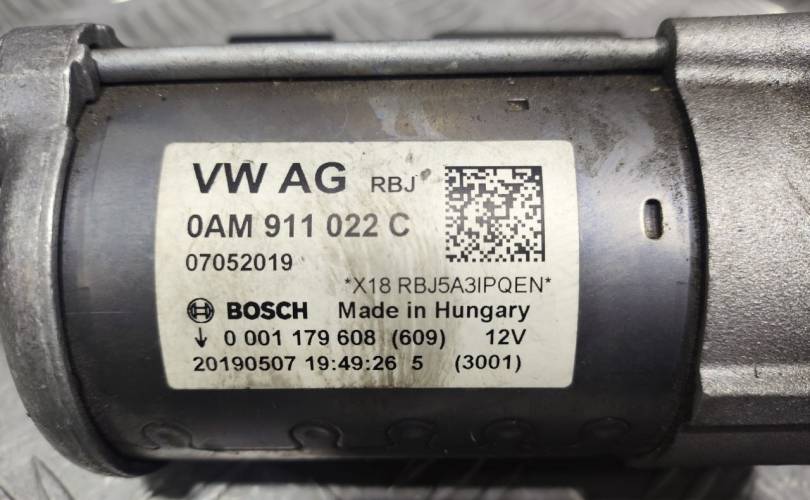 VW AG RBJ
0AM 911 022 C
07052019
*X18 RBJ5A3IPQEN*
BOSCH Made in Hungary
↓ 0 001 179 608 (609) 12V
20190507 19:49:26 5 (3001)